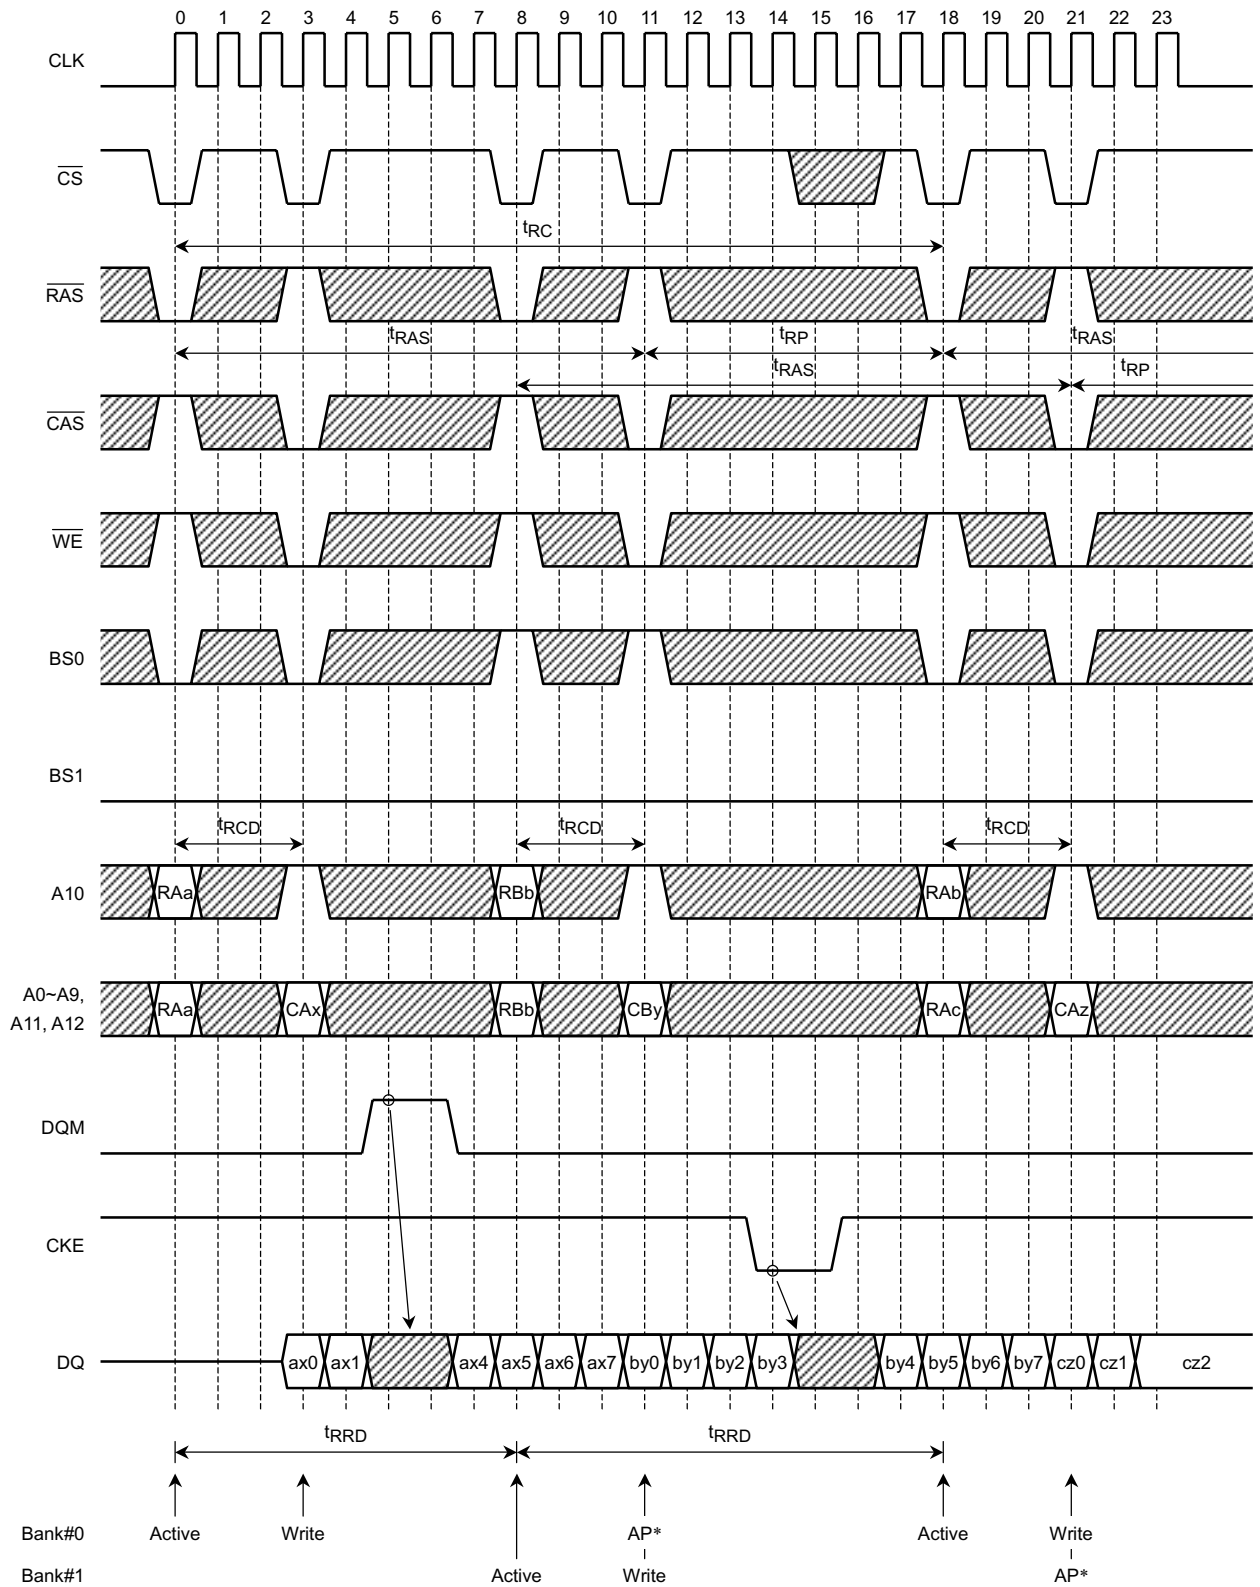 0 1 2 3 4 5 6 7 8 9 10 11 12 13 14 15 16 17 18 19 20 21 22 23
CLK
CS
tRC
RAS
tRAS tRP tRAS
tRAS tRP
CAS
WE
BS0
BS1
tRCD tRCD tRCD
A10 RAa RBb RAb
A0~A9,
A11, A12
RAa CAx RBb CBy RAc CAz
DQM
CKE
DQ ax0 ax1 ax4 ax5 ax6 ax7 by0 by1 by2 by3 by4 by5 by6 by7 cz0 cz1 cz2
tRRD tRRD
Bank#0 Active Write AP* Active Write
Bank#1 Active Write AP*